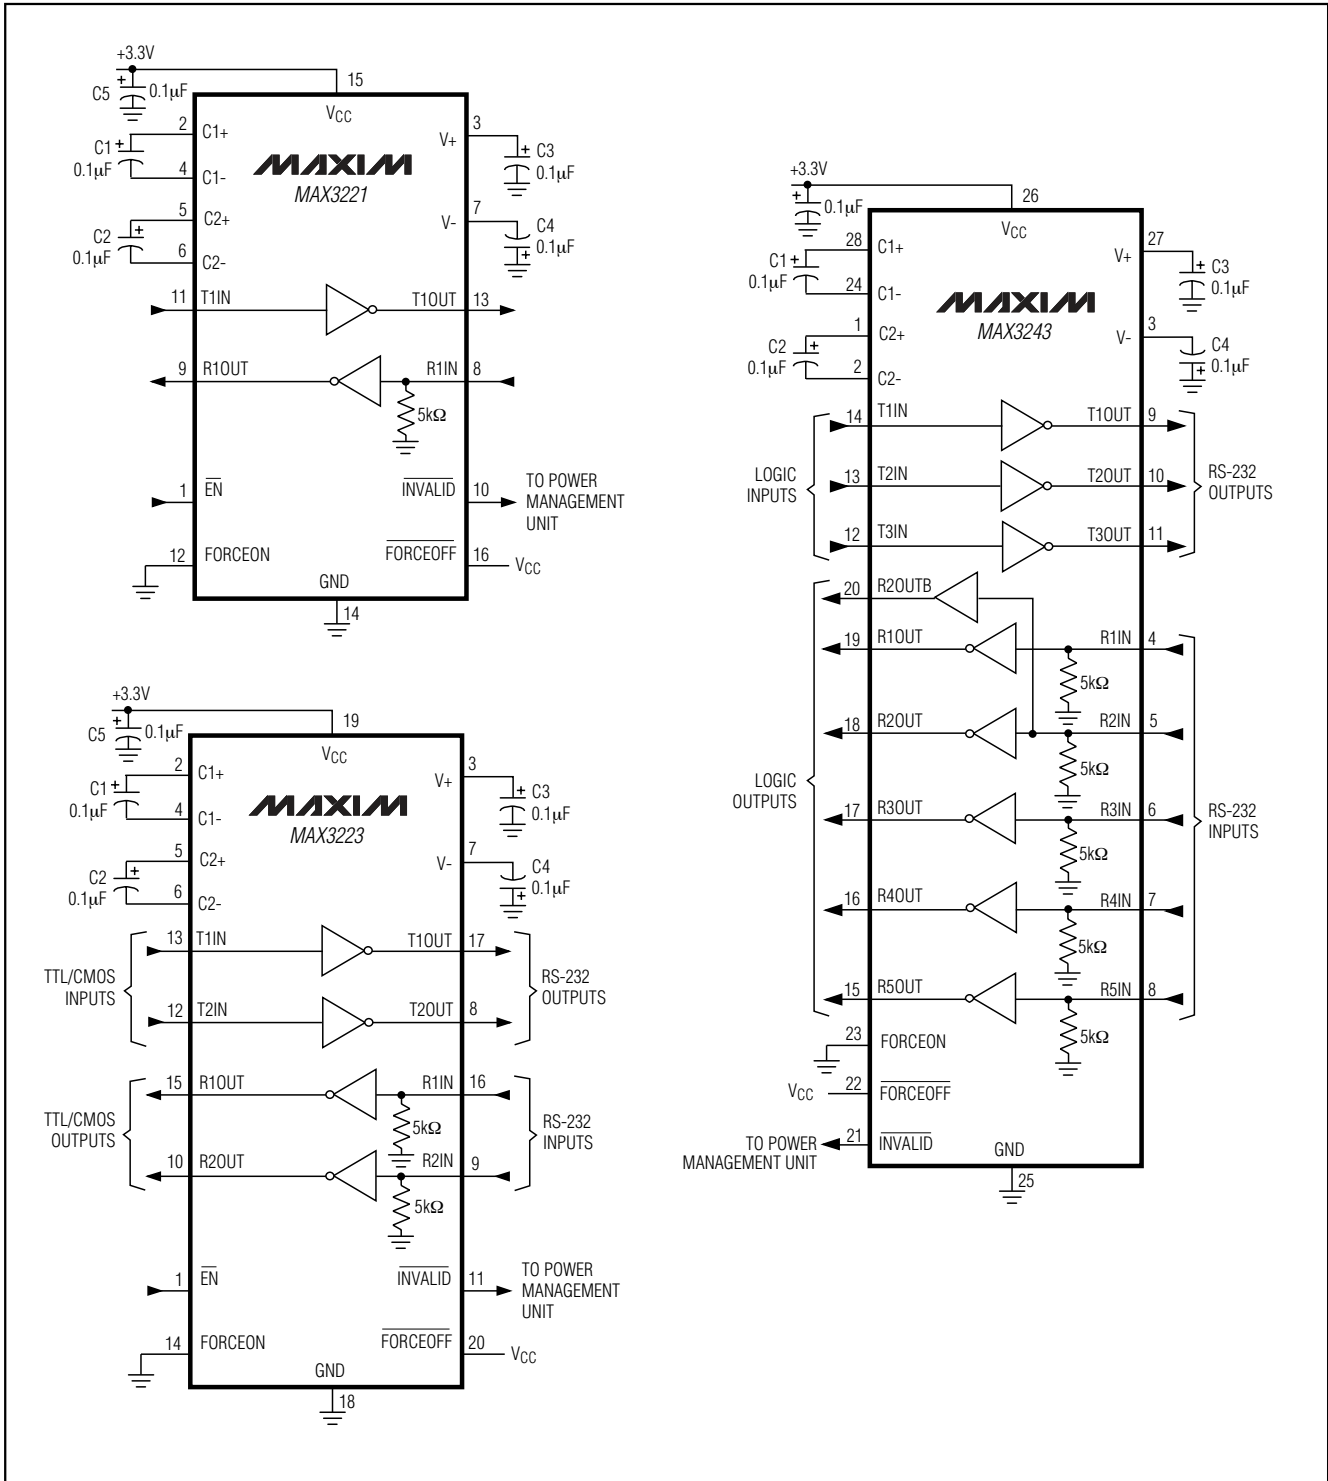 +3.3V
C5
+
0.1µF
15
VCC
2
C1+
C1
+
0.1µF
4
C1-
5
C2+
C2
+
0.1µF
6
C2-
MAXIM
MAX3221
3
V+
+
C3
0.1µF
7
V-
C4
0.1µF
+
11
T1IN
T1OUT
13
9
R1OUT
R1IN
8
5kΩ
1
EN
INVALID
10
TO POWER
MANAGEMENT
UNIT
12
FORCEON
FORCEOFF
16
VCC
GND
14
+3.3V
C5
+
0.1µF
19
VCC
2
C1+
C1
+
0.1µF
4
C1-
5
C2+
C2
+
0.1µF
6
C2-
MAXIM
MAX3223
3
V+
+
C3
0.1µF
7
V-
C4
0.1µF
+
TTL/CMOS
INPUTS
13
T1IN
T1OUT
17
12
T2IN
T2OUT
8
RS-232
OUTPUTS
TTL/CMOS
OUTPUTS
15
R1OUT
R1IN
16
5kΩ
10
R2OUT
R2IN
9
5kΩ
RS-232
INPUTS
1
EN
INVALID
11
TO POWER
MANAGEMENT
UNIT
14
FORCEON
FORCEOFF
20
VCC
GND
18
+3.3V
+
0.1µF
26
VCC
28
C1+
C1
+
0.1µF
24
C1-
1
C2+
C2
+
0.1µF
2
C2-
MAXIM
MAX3243
27
V+
+
C3
0.1µF
3
V-
C4
0.1µF
+
LOGIC
INPUTS
14
T1IN
T1OUT
9
13
T2IN
T2OUT
10
12
T3IN
T3OUT
11
RS-232
OUTPUTS
LOGIC
OUTPUTS
20
R2OUTB
19
R1OUT
R1IN
4
5kΩ
18
R2OUT
R2IN
5
5kΩ
17
R3OUT
R3IN
6
5kΩ
16
R4OUT
R4IN
7
5kΩ
15
R5OUT
R5IN
8
5kΩ
RS-232
INPUTS
23
FORCEON
VCC
22
FORCEOFF
TO POWER
MANAGEMENT UNIT
21
INVALID
GND
25